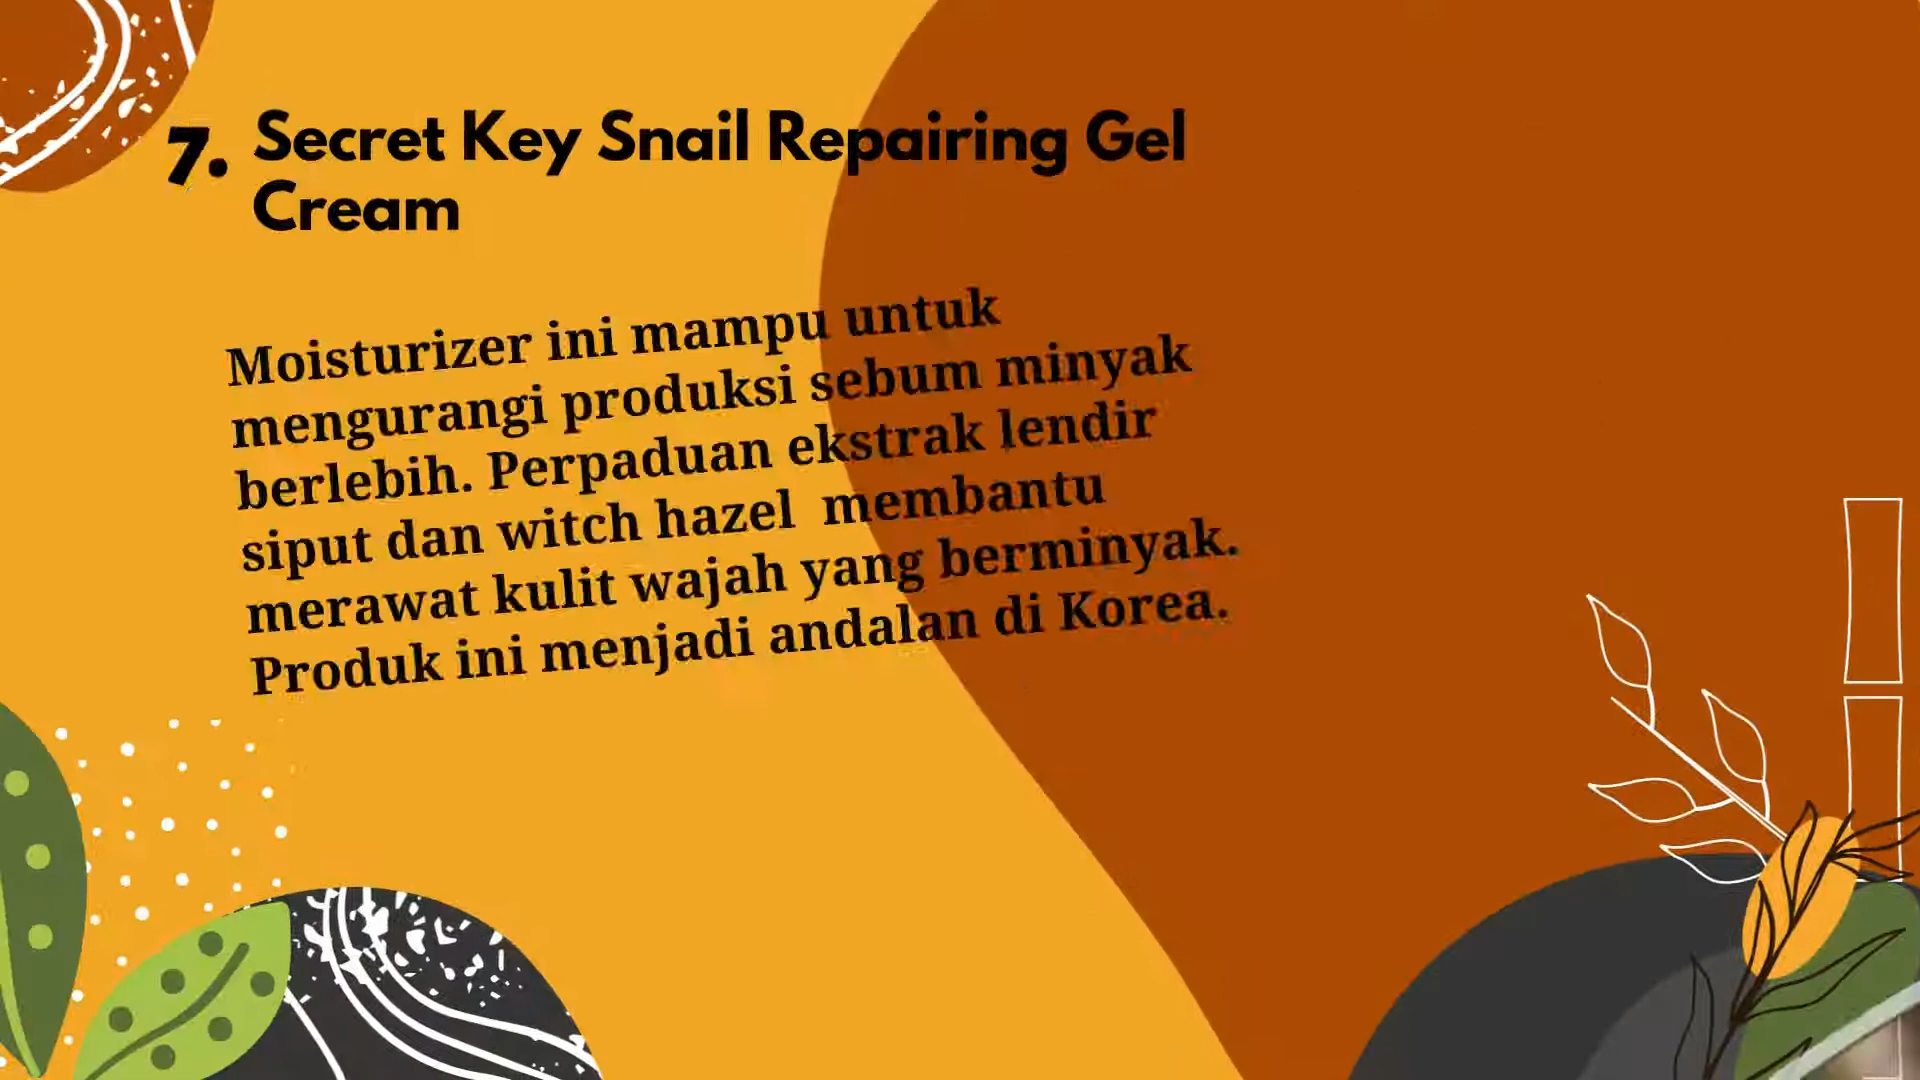 7. Secret Key Snail Repairing Gel
Cream
Moisturizer ini mampu untuk
mengurangi produksi sebum minyak
berlebih. Perpaduan ekstrak lendir
siput dan witch hazel  membantu
merawat kulit wajah yang berminyak.
Produk ini menjadi andalan di Korea.